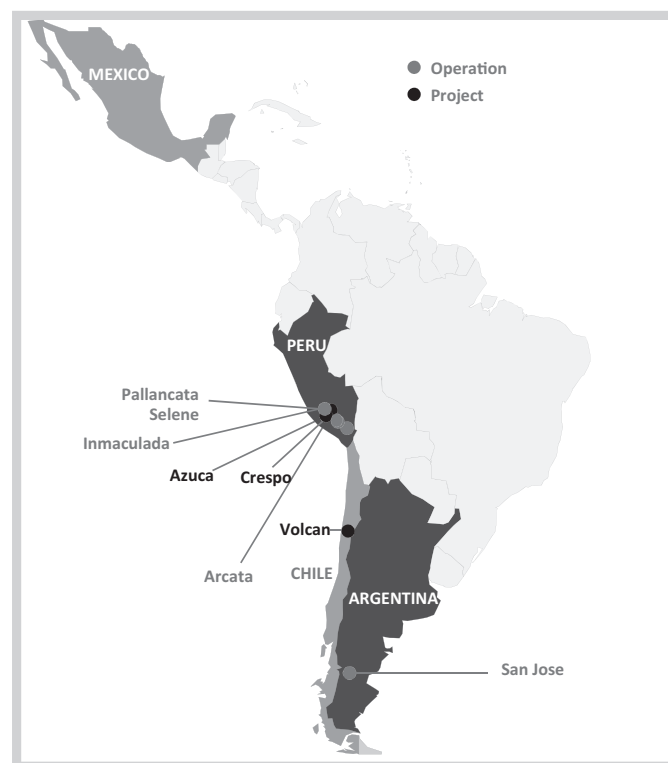 MEXICO
Operation
Project
PERU
Pallancata
Selene
Inmaculada
Azuca
Crespo
Volcan
Arcata
CHILE
ARGENTINA
San Jose